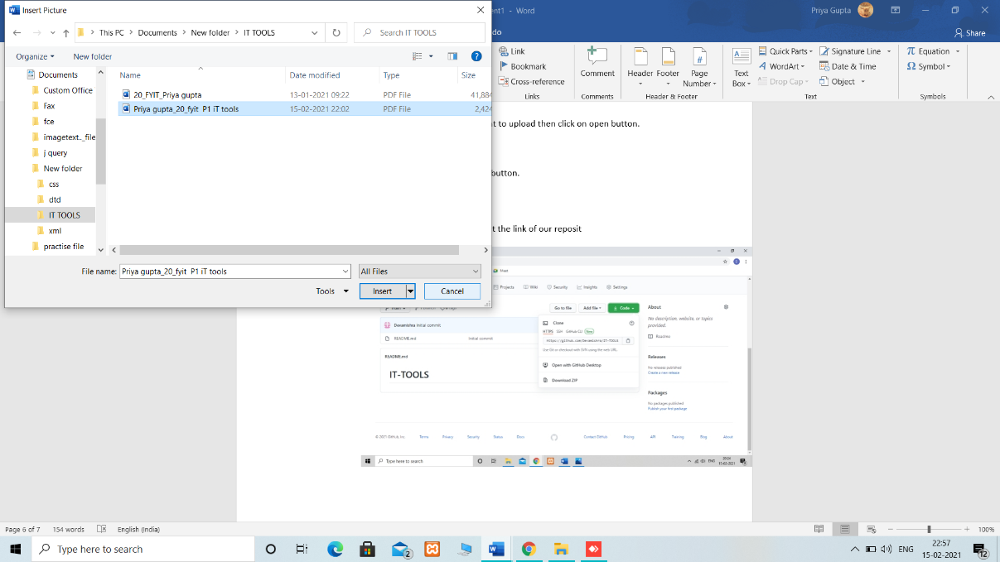 Insert Picture
ent1 - Word
Priya Gupta
This PC > Documents > New folder > IT TOOLS
Search IT TOOLS
do
Share
Organize
New folder
Documents
Custom Office
Fax
fce
imagetext.._file
j query
New folder
css
dtd
IT TOOLS
xml
practise file
Name
Date modified
Type
Size
20_FYIT_Priya gupta
13-01-2021 09:22
PDF File
41,884
Priya gupta_20_fyit P1 iT tools
15-02-2021 22:02
PDF File
2,424
File name:
Priya gupta_20_fyit P1 iT tools
All Files
Tools
Insert
Cancel
Link
Bookmark
Cross-reference
Links
Comment
Comments
Header
Footer
Page Number
Header & Footer
Text Box
Quick Parts
WordArt
Drop Cap
Signature Line
Date & Time
Object
Text
Equation
Symbol
Symbols
t to upload then click on open button.
button.
t the link of our reposit
Meet
Projects
Wiki
Security
Insights
Settings
Go to file
Add file
Code
About
No description, website, or topics provided.
Readme
Devamishra Initial commit
README.md
Initial commit
Clone
HTTPS SSH GitHub CLI New
https://github.com/Devamishra/IT-TOOLS
Use Git or checkout with SVN using the web URL.
Open with GitHub Desktop
Download ZIP
README.md
IT-TOOLS
Releases
No releases published
Create a new release
Packages
No packages published
Publish your first package
© 2021 GitHub, Inc.
Terms
Privacy
Security
Status
Docs
Contact GitHub
Pricing
API
Training
Blog
About
Type here to search
ENG
20:04
15-02-2021
Page 6 of 7
154 words
English (India)
100%
Type here to search
2
ENG
22:57
15-02-2021
12